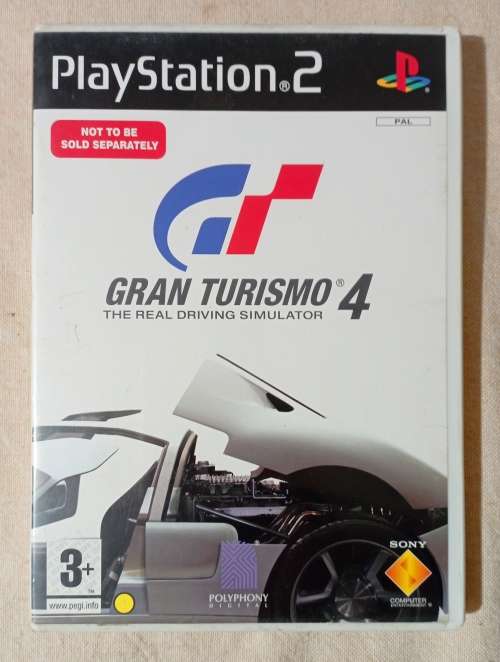 PlayStation®2
PAL
NOT TO BE
SOLD SEPARATELY
GT
GRAN TURISMO® 4
THE REAL DRIVING SIMULATOR
3+
™
www.pegi.info
POLYPHONY
DIGITAL
SONY
COMPUTER
ENTERTAINMENT ®